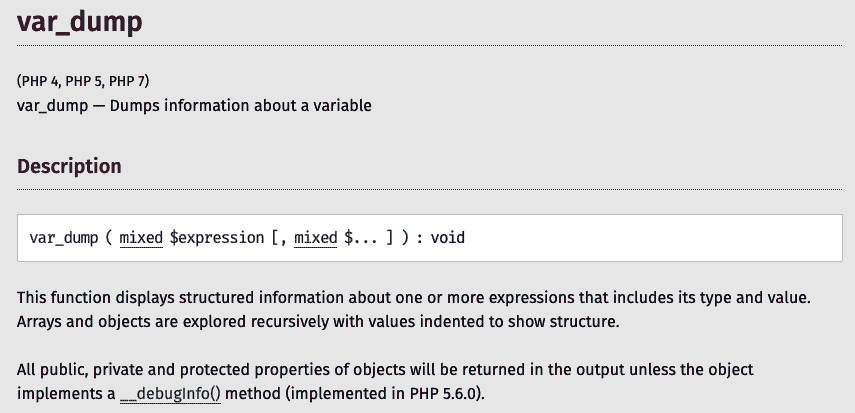 var_dump
(PHP 4, PHP 5, PHP 7)
var_dump — Dumps information about a variable
Description
var_dump ( mixed $expression [, mixed $... ] ) : void
This function displays structured information about one or more expressions that includes its type and value.
Arrays and objects are explored recursively with values indented to show structure.
All public, private and protected properties of objects will be returned in the output unless the object
implements a __debugInfo() method (implemented in PHP 5.6.0).